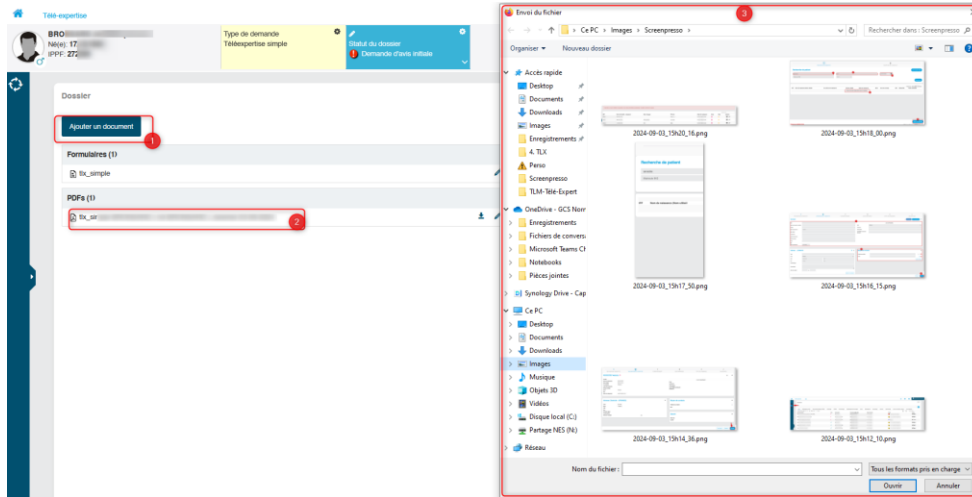 Télé-expertise
BRO
Né(e): 17
IPPF: 272
Type de demande
Téléexpertise simple
Statut du dossier
Demande d'avis initiale
Dossier
Ajouter un document
1
Formulaires (1)
tlx_simple
PDFs (1)
2
Envoi du fichier
3
Ce PC > Images > Screenpresso >
Rechercher dans : Screenpresso
Organiser
Nouveau dossier
Accès rapide
Desktop
Documents
Downloads
Images
Enregistrements
4. TLX
Perso
Screenpresso
TLM-Télé-Expert
OneDrive - GCS Norr
Enregistrements
Fichiers de convers
Microsoft Teams Ch
Notebooks
Pièces jointes
Synology Drive - Cap
Ce PC
Desktop
Documents
Downloads
Images
Musique
Objets 3D
Vidéos
Disque local (C:)
Partage NES (N:)
Réseau
2024-09-03_15h20_16.png
2024-09-03_15h18_00.png
Recherche de patient
2024-09-03_15h17_50.png
2024-09-03_15h16_15.png
2024-09-03_15h14_36.png
2024-09-03_15h12_10.png
Nom du fichier :
Tous les formats pris en charge
Ouvrir
Annuler